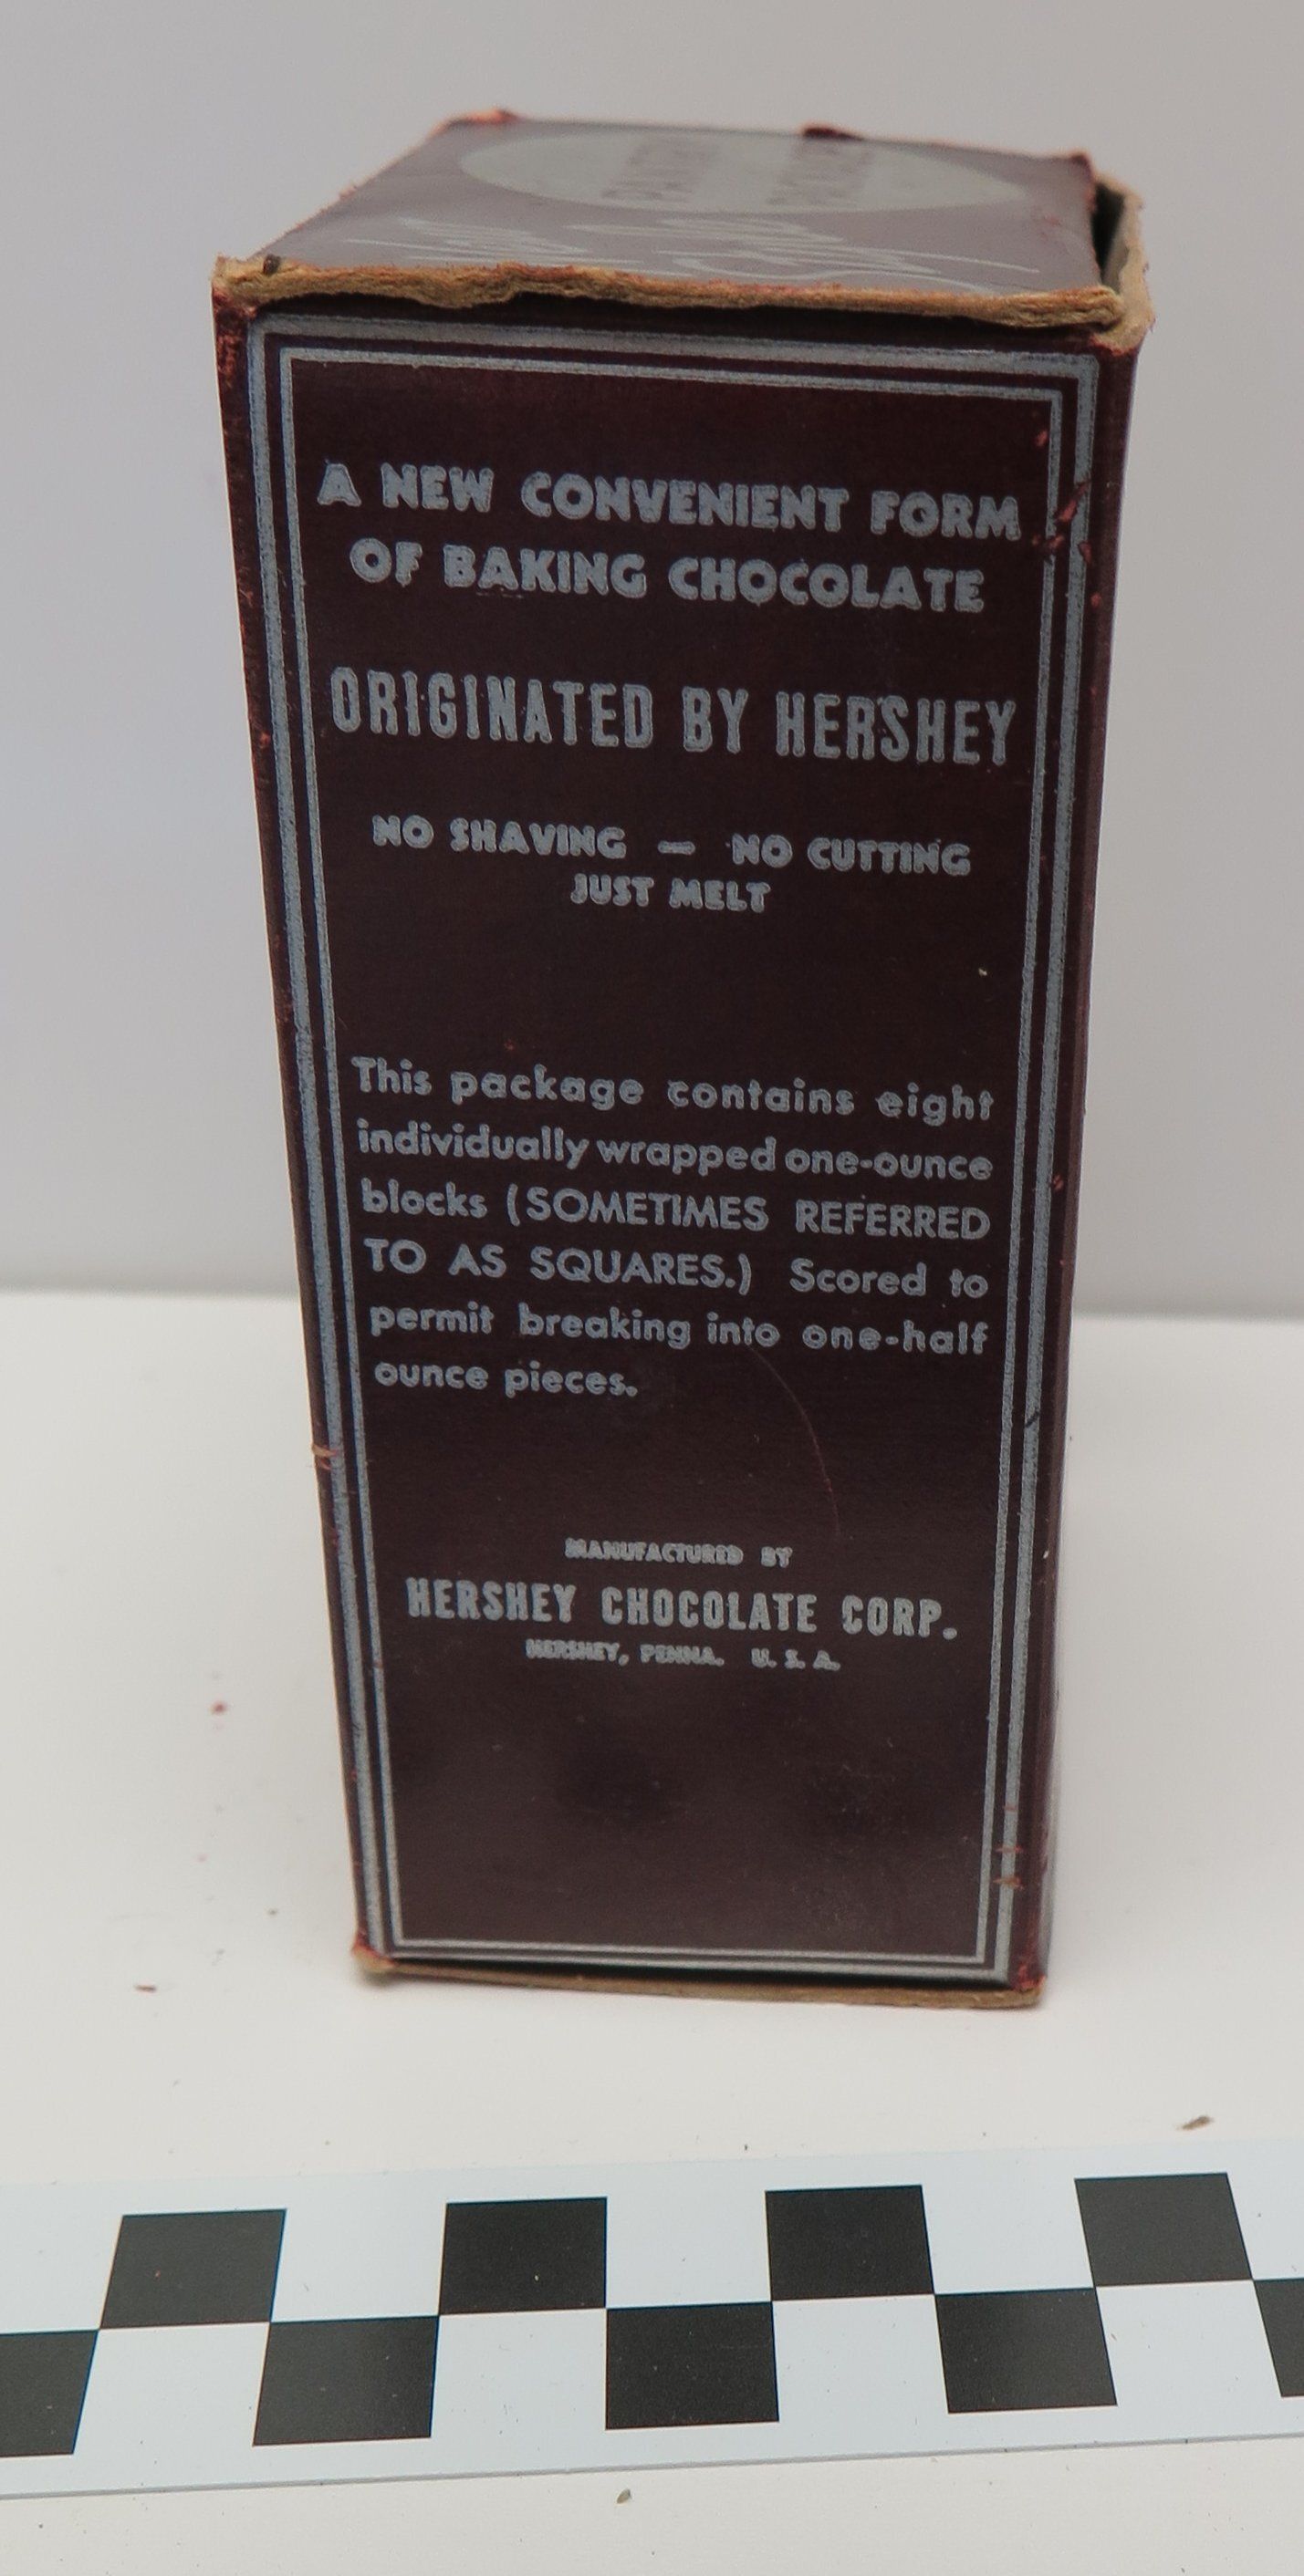 A NEW CONVENIENT FORM
OF BAKING CHOCOLATE
ORIGINATED BY HERSHEY
NO SHAVING — NO CUTTING
JUST MELT
This package contains eight
individually wrapped one-ounce
blocks (SOMETIMES REFERRED
TO AS SQUARES.) Scored to
permit breaking into one-half
ounce pieces.
MANUFACTURED BY
HERSHEY CHOCOLATE CORP.
HERSHEY, PENNA. U. S. A.